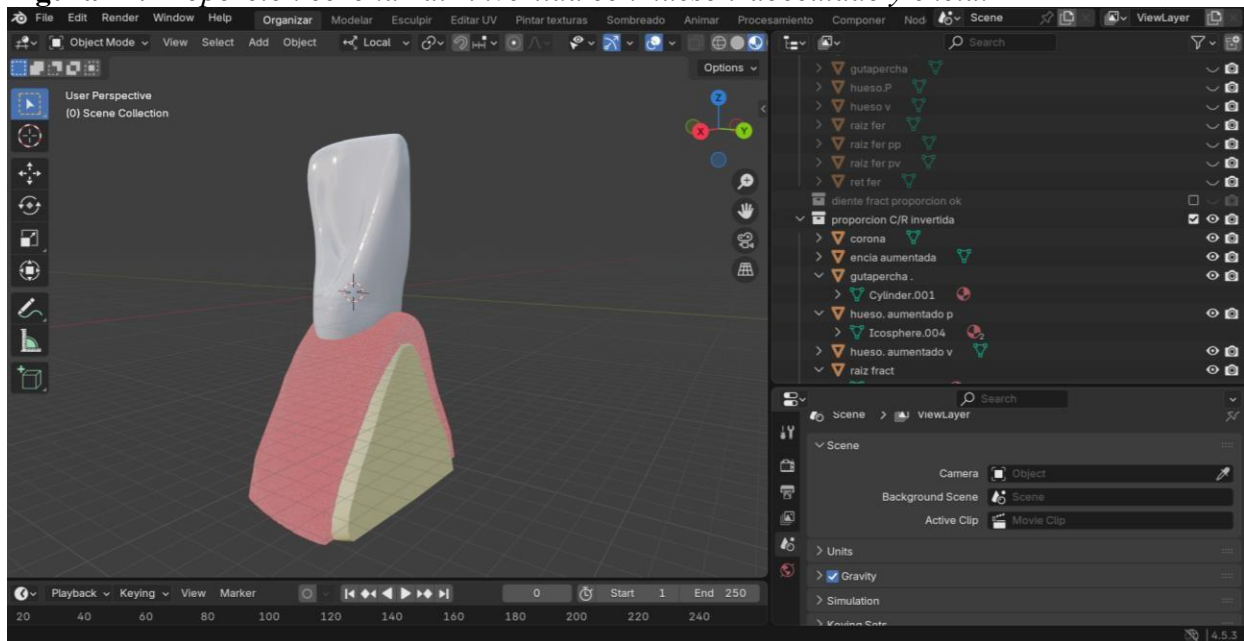 File Edit Render Window Help Organizar Modelar Esculpir Editar UV Pintar texturas Sombreado Animar Procesamiento Componer Nod Scene ViewLayer
Object Mode View Select Add Object Local Search
Options
User Perspective
(0) Scene Collection
Z
X
Y
gutapercha
hueso.P
hueso v
raiz fer
raiz fer pp
raiz fer pv
ret fer
diente fract proporcion ok
proporcion C/R invertida
corona
encia aumentada
gutapercha .
Cylinder.001
hueso. aumentado p
Icosphere.004
2
hueso. aumentado v
raiz fract
Search
Scene > ViewLayer
Scene
Camera Object
Background Scene Scene
Active Clip Movie Clip
Units
Gravity
Simulation
Keying Sets
Playback Keying View Marker 0 Start 1 End 250
20 40 60 80 100 120 140 160 180 200 220 240
4.5.3